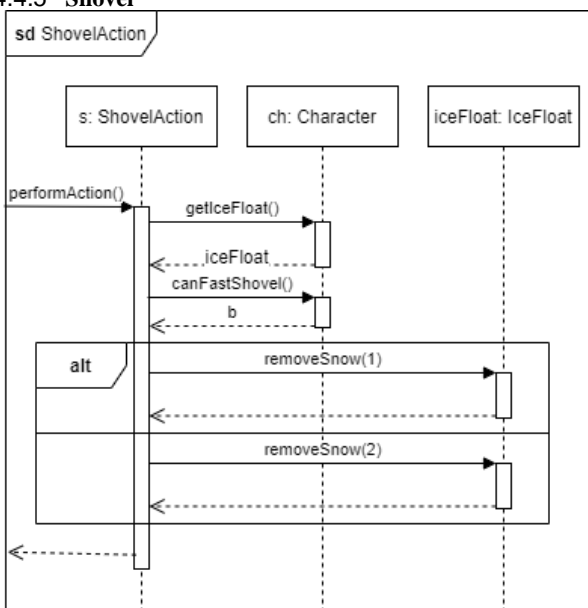 Shovel
sd ShovelAction
s: ShovelAction
ch: Character
iceFloat: IceFloat
performAction()
getIceFloat()
iceFloat
canFastShovel()
b
alt
removeSnow(1)
removeSnow(2)